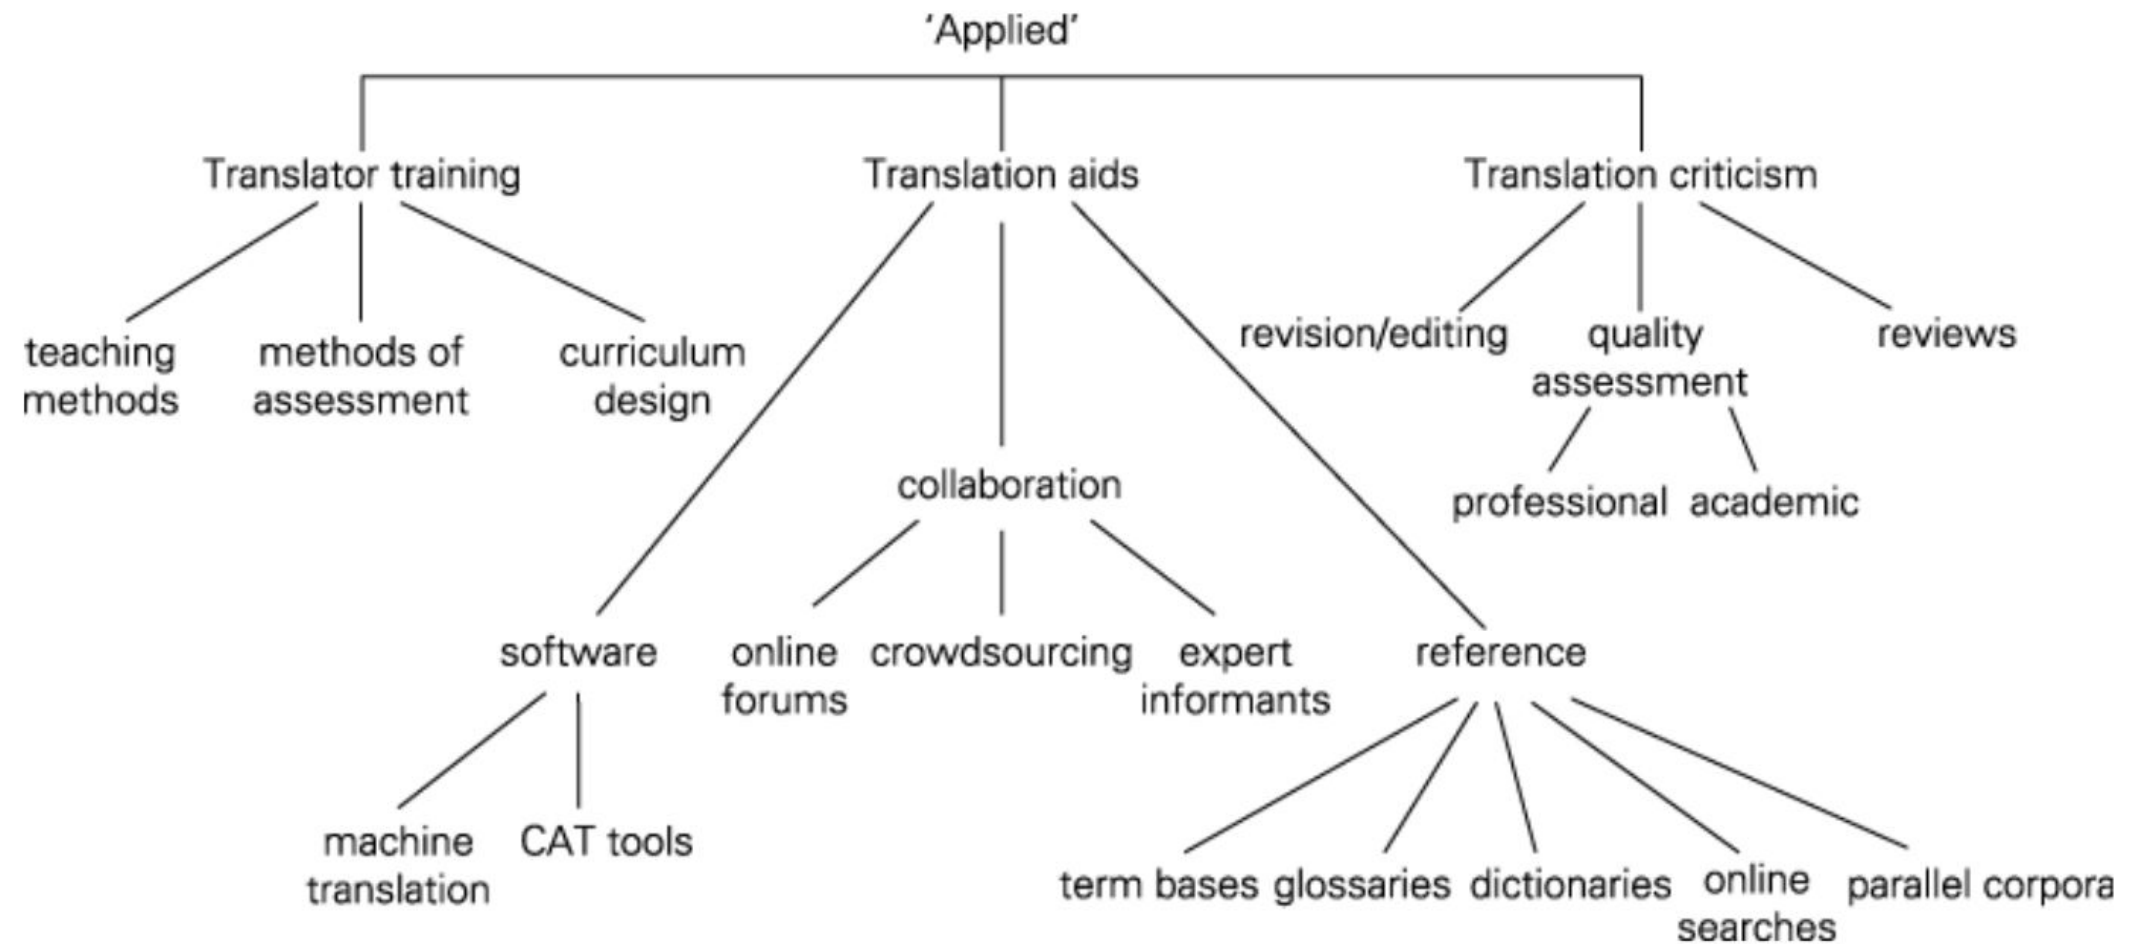 ‘Applied’
Translator training
Translation aids
Translation criticism
teaching
methods
methods of
assessment
curriculum
design
revision/editing
quality
assessment
reviews
professional
academic
collaboration
software
online
forums
crowdsourcing
expert
informants
reference
machine
translation
CAT tools
term bases
glossaries
dictionaries
online
searches
parallel corpora